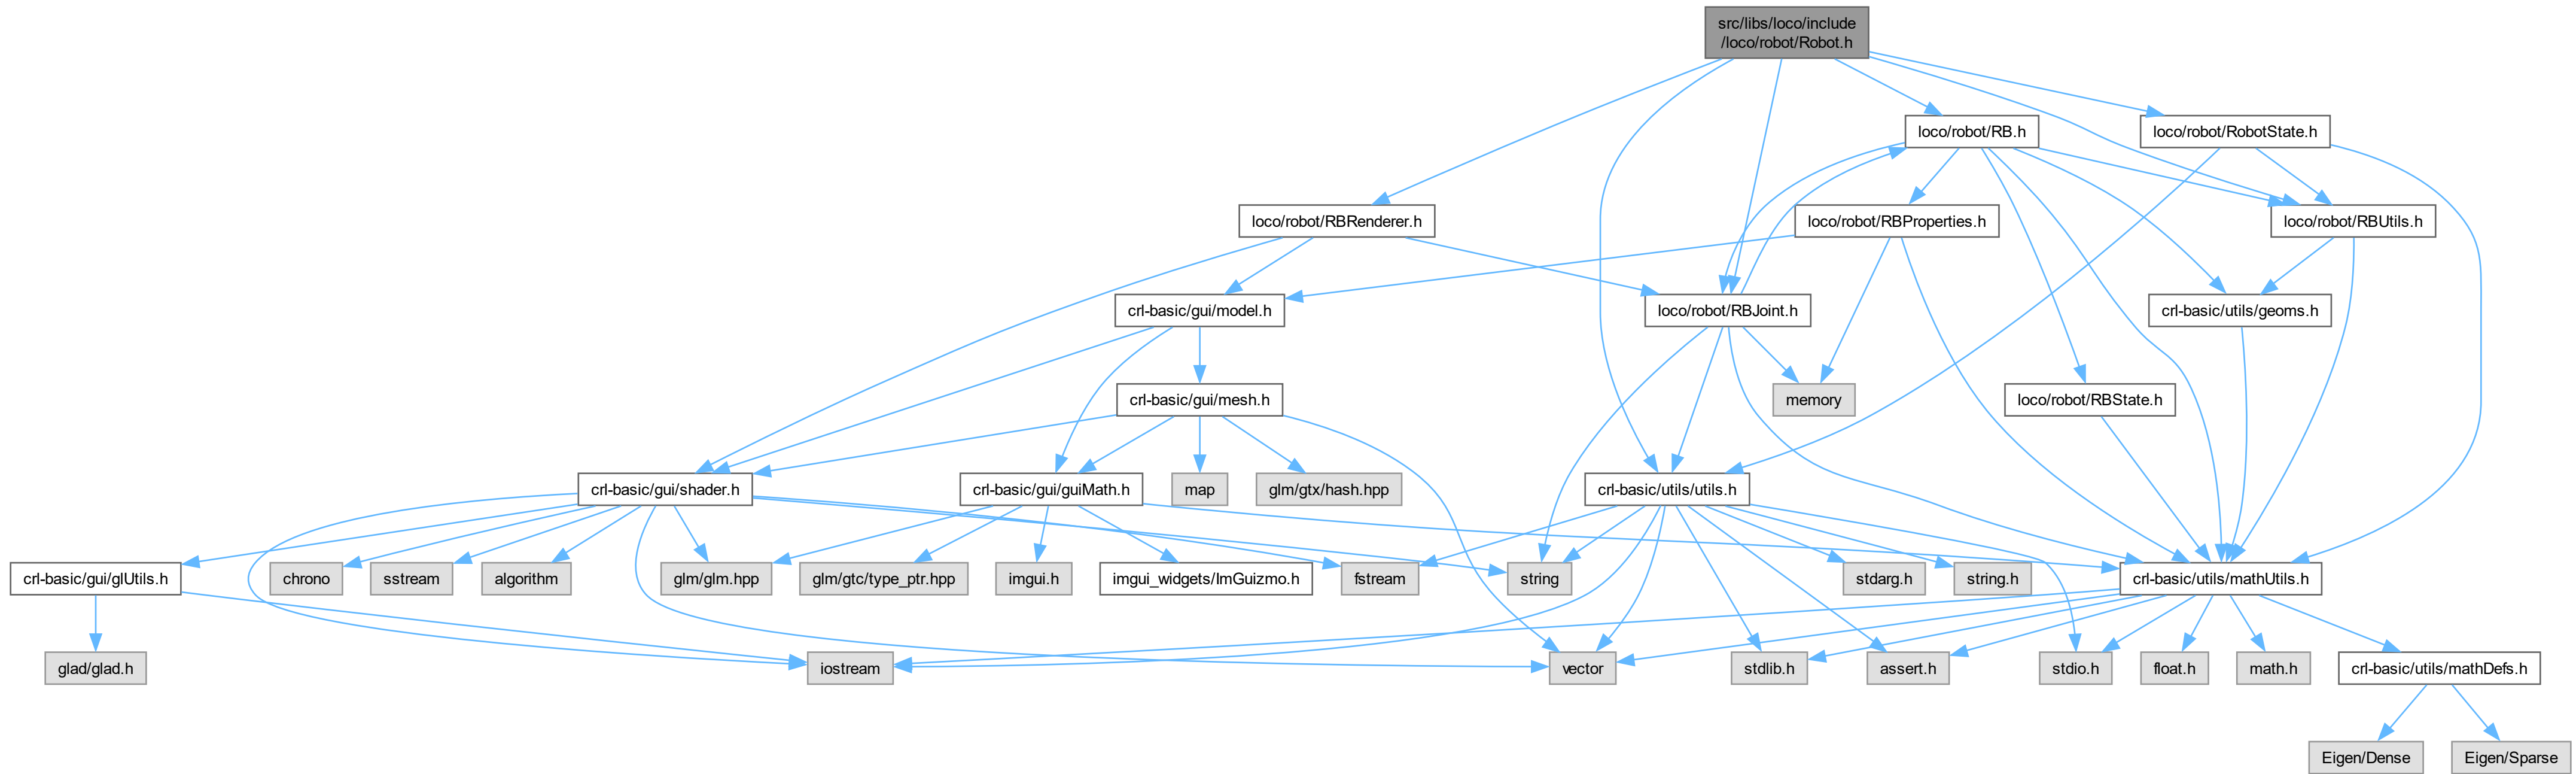 src/libs/loco/include
/loco/robot/Robot.h
loco/robot/RB.h
loco/robot/RobotState.h
loco/robot/RBRenderer.h
loco/robot/RBProperties.h
loco/robot/RBUtils.h
crl-basic/gui/model.h
loco/robot/RBJoint.h
crl-basic/utils/geoms.h
crl-basic/gui/mesh.h
memory
loco/robot/RBState.h
crl-basic/gui/shader.h
crl-basic/gui/guiMath.h
map
glm/gtx/hash.hpp
crl-basic/utils/utils.h
crl-basic/gui/glUtils.h
chrono
sstream
algorithm
glm/glm.hpp
glm/gtc/type_ptr.hpp
imgui.h
imgui_widgets/ImGuizmo.h
fstream
string
stdarg.h
string.h
crl-basic/utils/mathUtils.h
glad/glad.h
iostream
vector
stdlib.h
assert.h
stdio.h
float.h
math.h
crl-basic/utils/mathDefs.h
Eigen/Dense
Eigen/Sparse